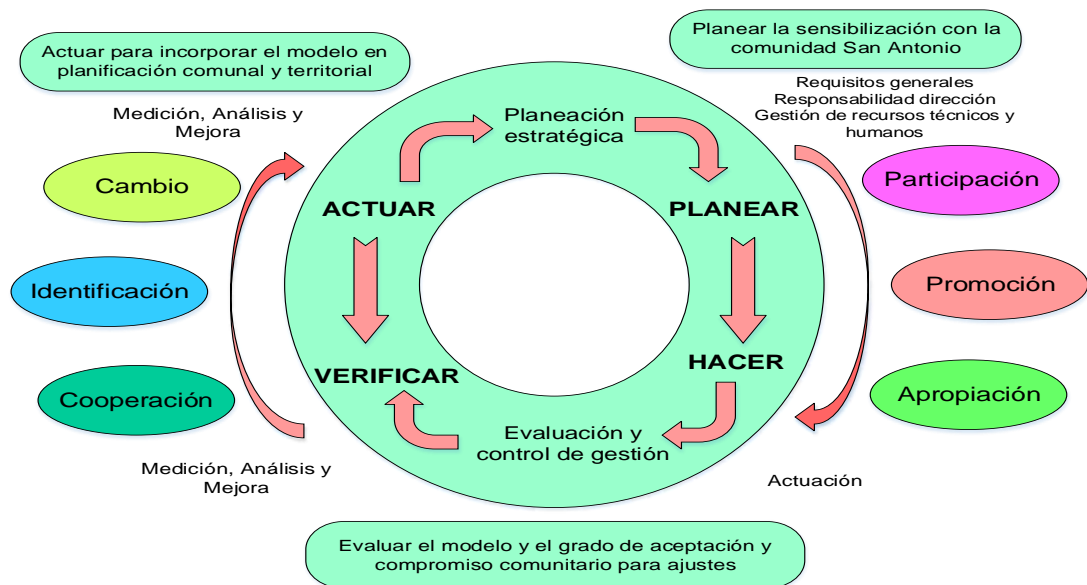 Actuar para incorporar el modelo en
planificación comunal y territorial
Planear la sensibilización con la
comunidad San Antonio
Medición, Análisis y
Mejora
Requisitos generales
Responsabilidad dirección
Gestión de recursos técnicos y
humanos
Planeación
estratégica
Cambio
Participación
ACTUAR
PLANEAR
Identificación
Promoción
VERIFICAR
HACER
Cooperación
Apropiación
Evaluación y
control de gestión
Medición, Análisis y
Mejora
Actuación
Evaluar el modelo y el grado de aceptación y
compromiso comunitario para ajustes